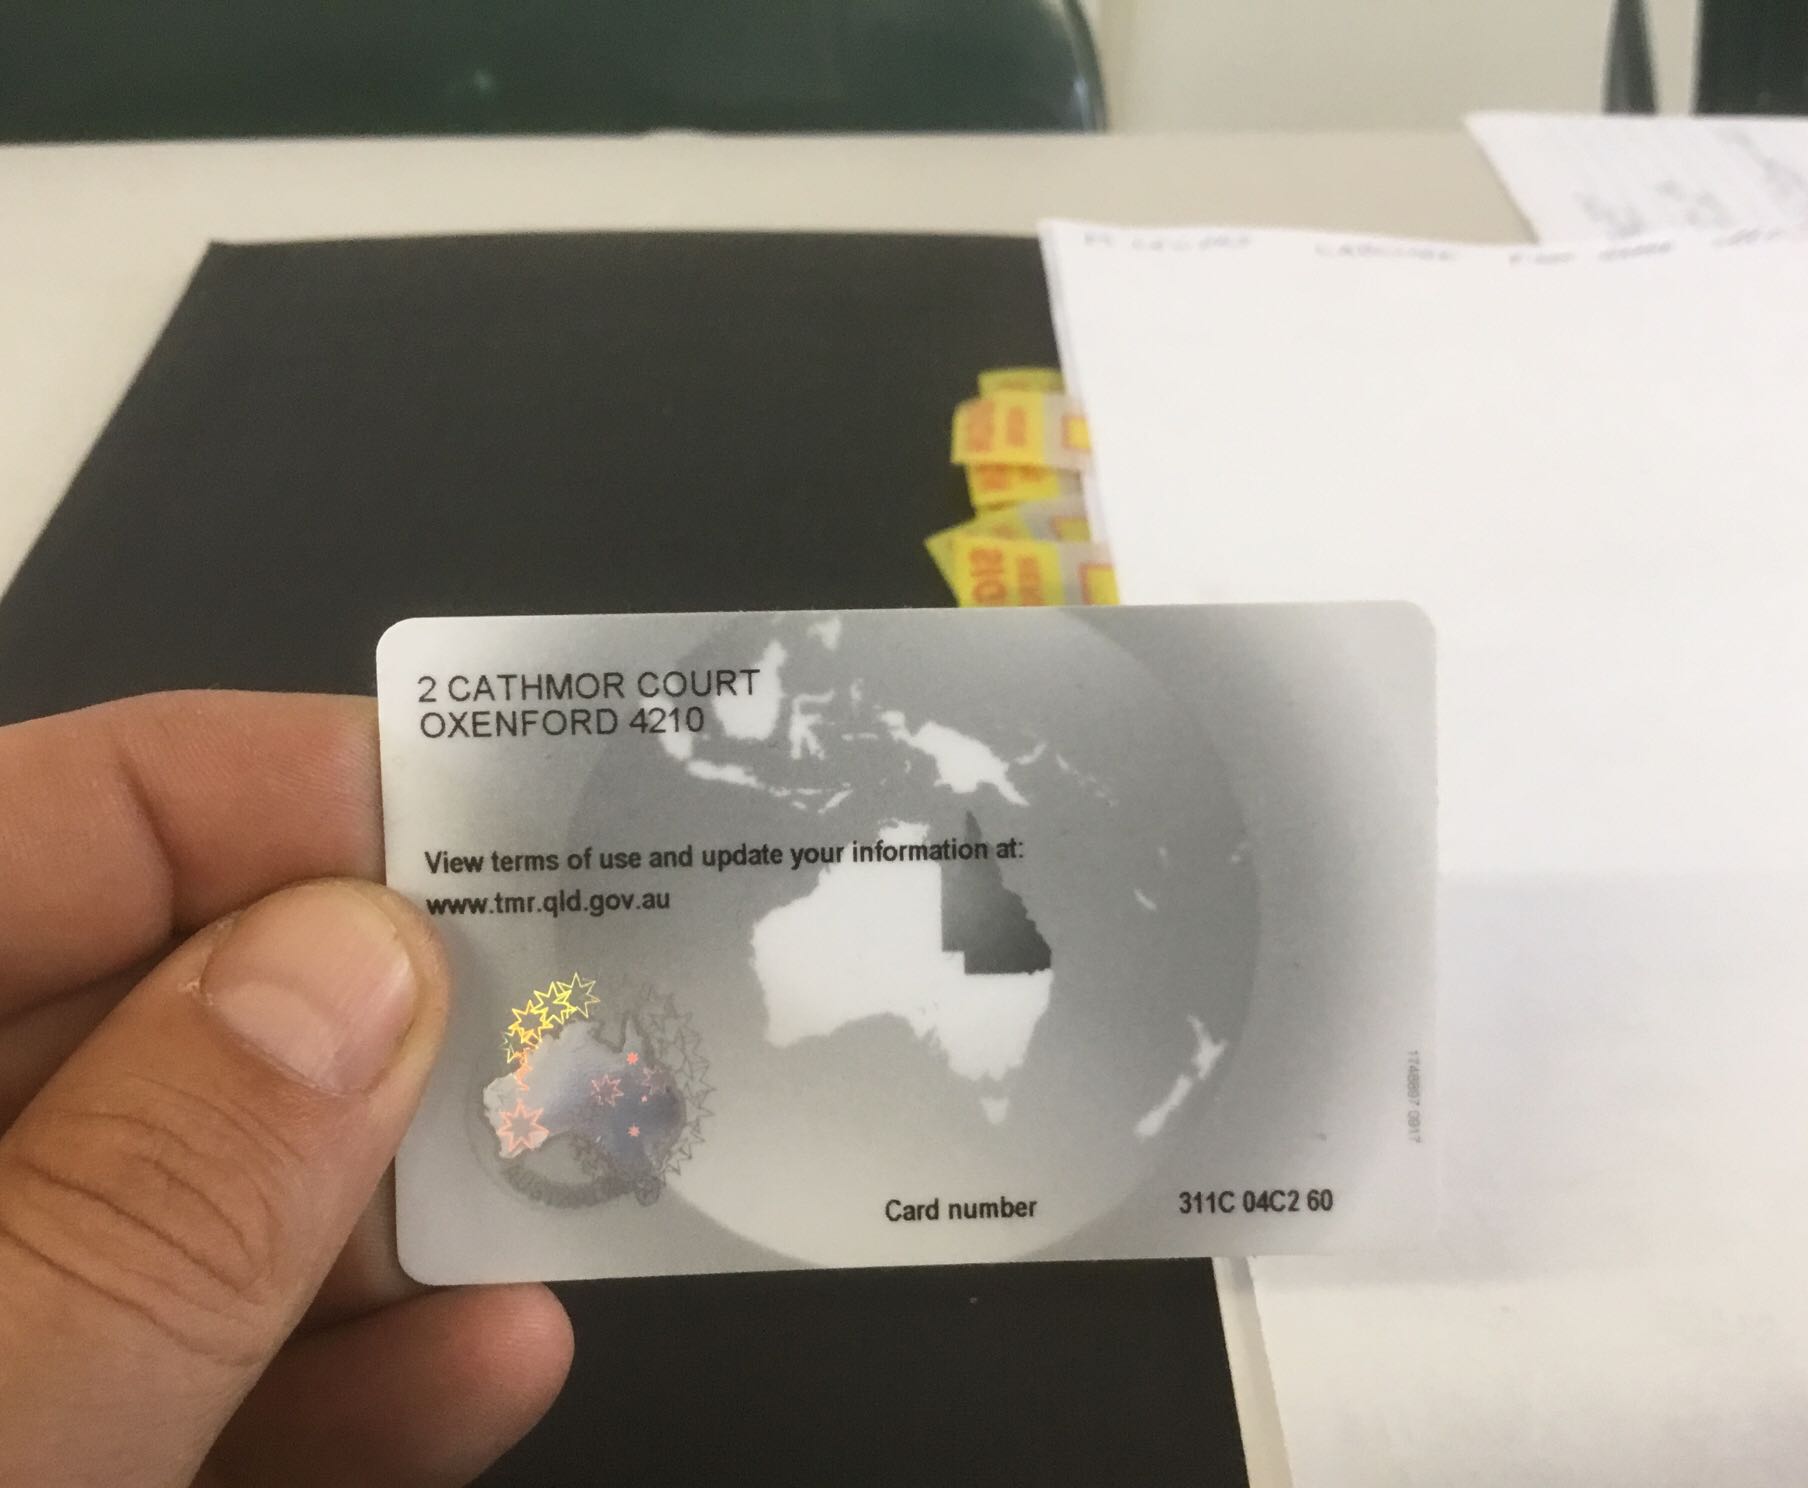 2 CATHMOR COURT
OXENFORD 4210
View terms of use and update your information at:
www.tmr.qld.gov.au
AUSTRALIA
Card number 311C 04C2 60